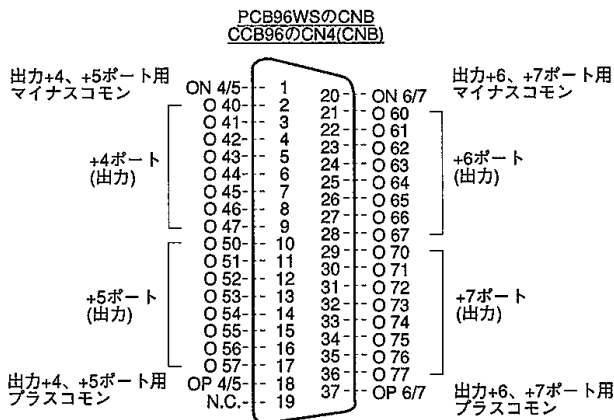 PCB96WSのCNB
CCB96のCN4(CNB)
出力+4、+5ポート用
マイナスコモン
+4ポート
(出力)
+5ポート
(出力)
出力+4、+5ポート用
プラスコモン
ON 4/5 1
O 40 2
O 41 3
O 42 4
O 43 5
O 44 6
O 45 7
O 46 8
O 47 9
O 50 10
O 51 11
O 52 12
O 53 13
O 54 14
O 55 15
O 56 16
O 57 17
OP 4/5 18
N.C. 19
20 ON 6/7
21 O 60
22 O 61
23 O 62
24 O 63
25 O 64
26 O 65
27 O 66
28 O 67
29 O 70
30 O 71
31 O 72
32 O 73
33 O 74
34 O 75
35 O 76
36 O 77
37 OP 6/7
出力+6、+7ポート用
マイナスコモン
+6ポート
(出力)
+7ポート
(出力)
出力+6、+7ポート用
プラスコモン